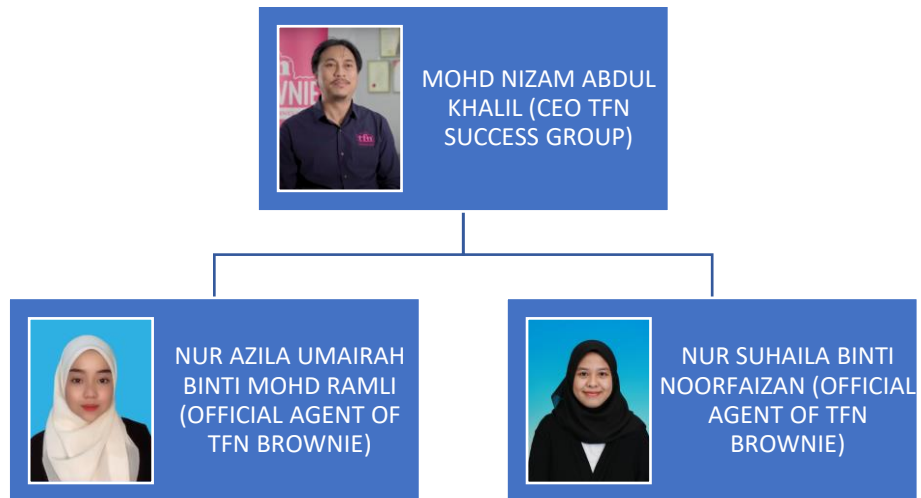 MOHD NIZAM ABDUL
KHALIL (CEO TFN
SUCCESS GROUP)
tfn
NUR AZILA UMAIRAH
BINTI MOHD RAMLI
(OFFICIAL AGENT OF
TFN BROWNIE)
NUR SUHAILA BINTI
NOORFAIZAN (OFFICIAL
AGENT OF TFN
BROWNIE)